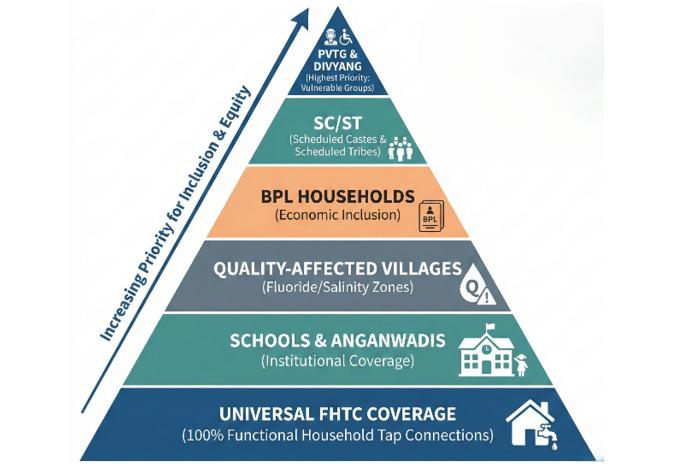 Increasing Priority for Inclusion & Equity
PVTG &
DIVYANG
(Highest Priority:
Vulnerable Groups)
SC/ST
(Scheduled Castes &
Scheduled Tribes)
BPL HOUSEHOLDS
(Economic Inclusion)
BPL
QUALITY-AFFECTED VILLAGES
(Fluoride/Salinity Zones)
Q
!
SCHOOLS & ANGANWADIS
(Institutional Coverage)
UNIVERSAL FHTC COVERAGE
(100% Functional Household Tap Connections)